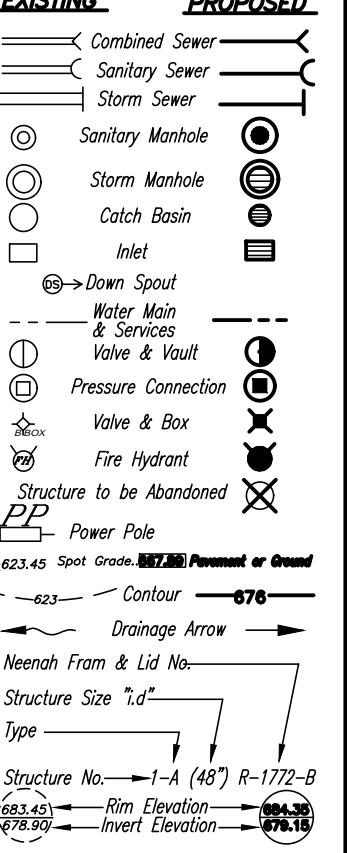 EXISTING PROPOSED
Combined Sewer
Sanitary Sewer
Storm Sewer
Sanitary Manhole
Storm Manhole
Catch Basin
Inlet
DS Down Spout
Water Main
& Services
Valve & Vault
Pressure Connection
Valve & Box
B-BOX
FH Fire Hydrant
Structure to be Abandoned
PP
Power Pole
623.45 Spot Grade.. 667.89 Pavement or Ground
623 Contour 676
Drainage Arrow
Neenah Fram & Lid No.
Structure Size "i.d"
Type
Structure No. 1-A (48") R-1772-B
683.45 Rim Elevation 684.35
678.90 Invert Elevation 679.15